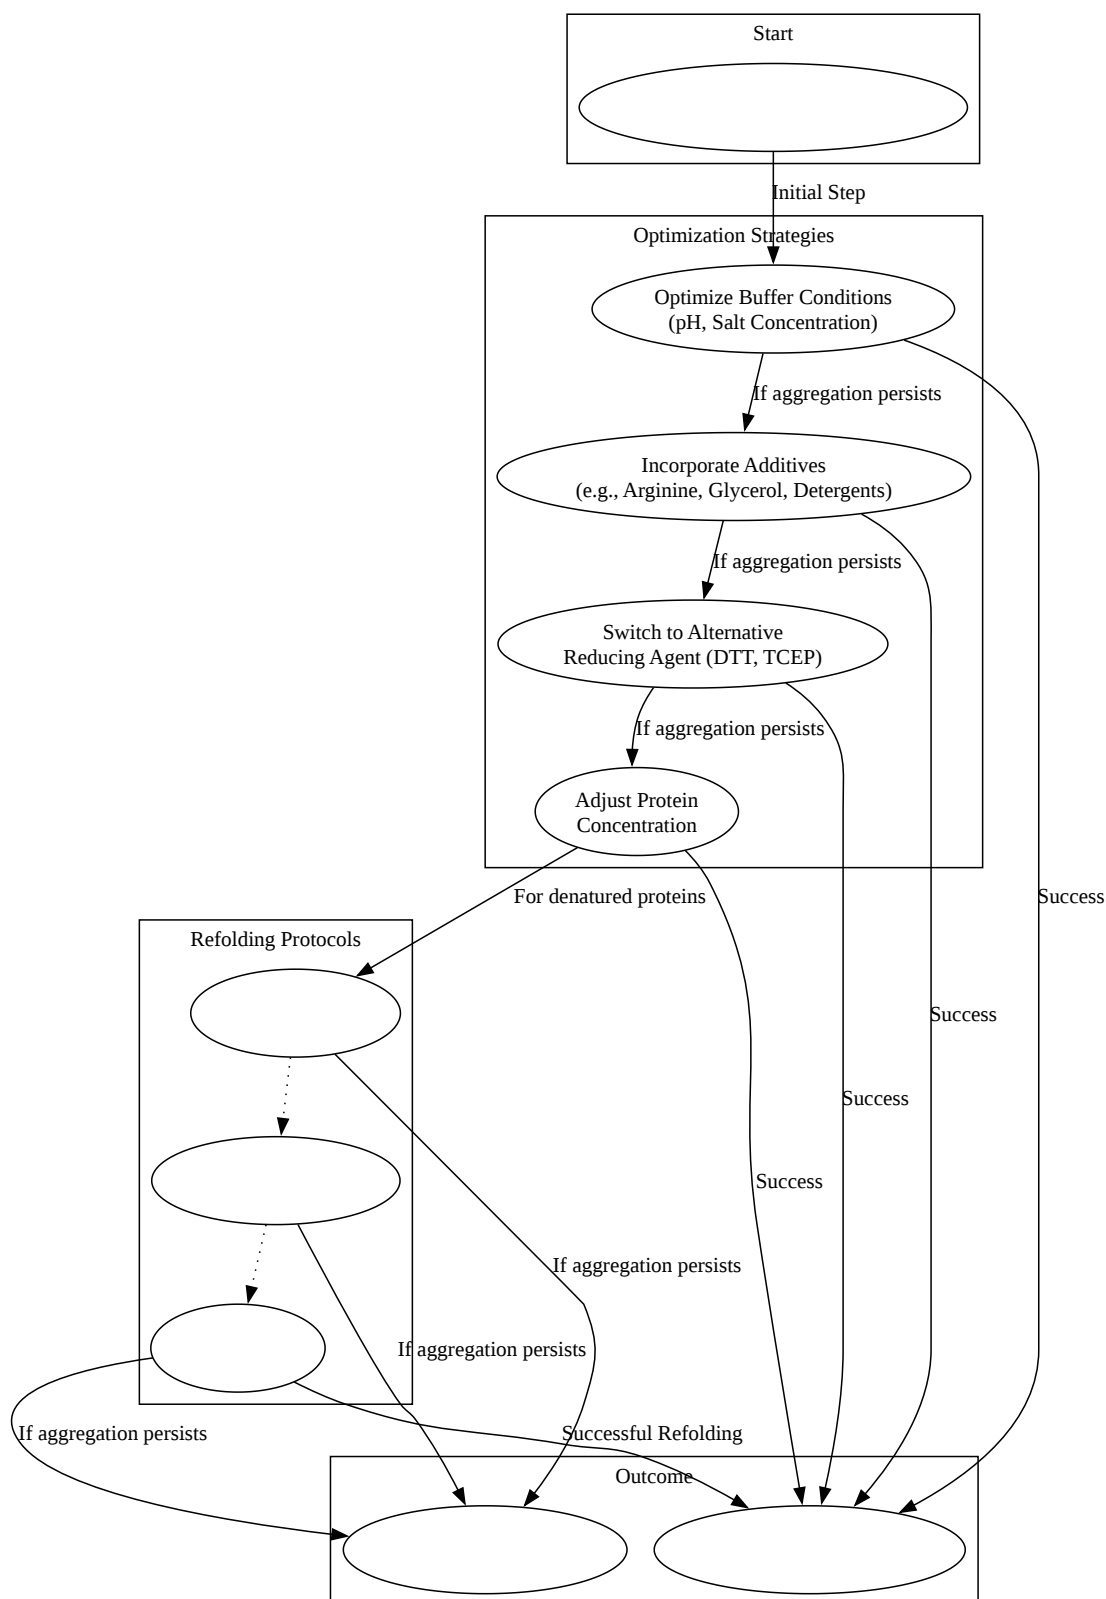 Start
Initial Step
Optimization Strategies
Optimize Buffer Conditions
(pH, Salt Concentration)
If aggregation persists
Incorporate Additives
(e.g., Arginine, Glycerol, Detergents)
If aggregation persists
Switch to Alternative
Reducing Agent (DTT, TCEP)
If aggregation persists
Adjust Protein
Concentration
For denatured proteins
Success
Refolding Protocols
Success
Success
Success
If aggregation persists
If aggregation persists
If aggregation persists
Successful Refolding
Outcome